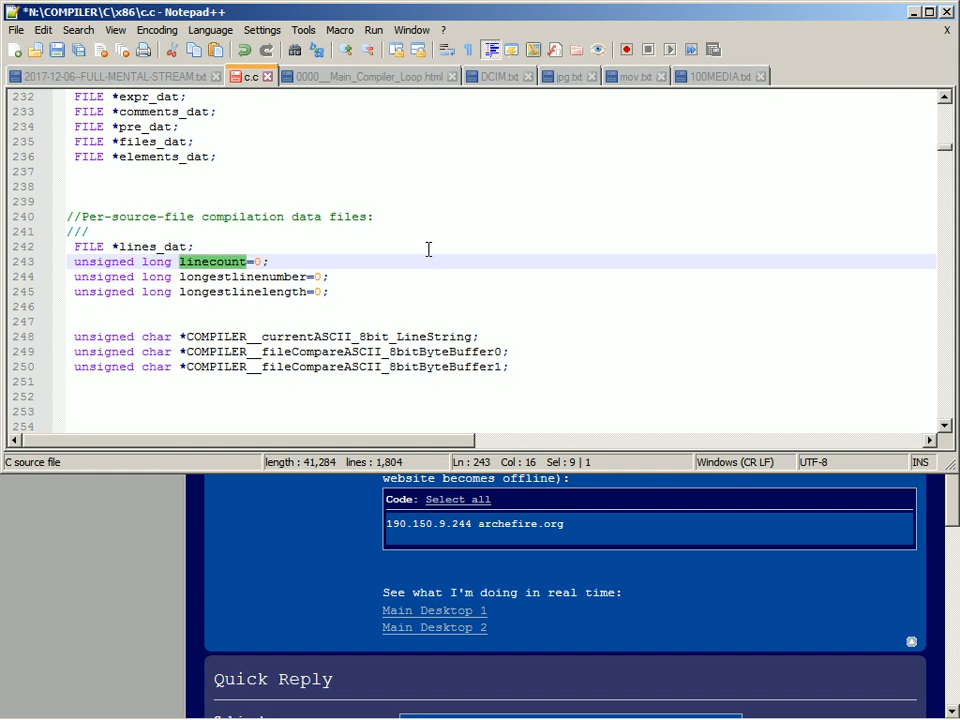 *N:\COMPILER\C\x86\c.c - Notepad++
File Edit Search View Encoding Language Settings Tools Macro Run Window ? X
2017-12-06--FULL-MENTAL-STREAM.txt c.c 0000__Main_Compiler_Loop.html DCIM.txt jpg.txt mov.txt 100MEDIA.txt
232 FILE *expr_dat;
233 FILE *comments_dat;
234 FILE *pre_dat;
235 FILE *files_dat;
236 FILE *elements_dat;
237
238
239
240 //Per-source-file compilation data files:
241 ///
242 FILE *lines_dat;
243 unsigned long linecount=0;
244 unsigned long longestlinenumber=0;
245 unsigned long longestlinelength=0;
246
247
248 unsigned char *COMPILER__currentASCII_8bit_LineString;
249 unsigned char *COMPILER__fileCompareASCII_8bitByteBuffer0;
250 unsigned char *COMPILER__fileCompareASCII_8bitByteBuffer1;
251
252
253
254
C source file length : 41,284 lines : 1,804 Ln : 243 Col : 16 Sel : 9 | 1 Windows (CR LF) UTF-8 INS
website becomes offline):
Code: Select all
190.150.9.244 archefire.org
See what I'm doing in real time:
Main Desktop 1
Main Desktop 2
Quick Reply